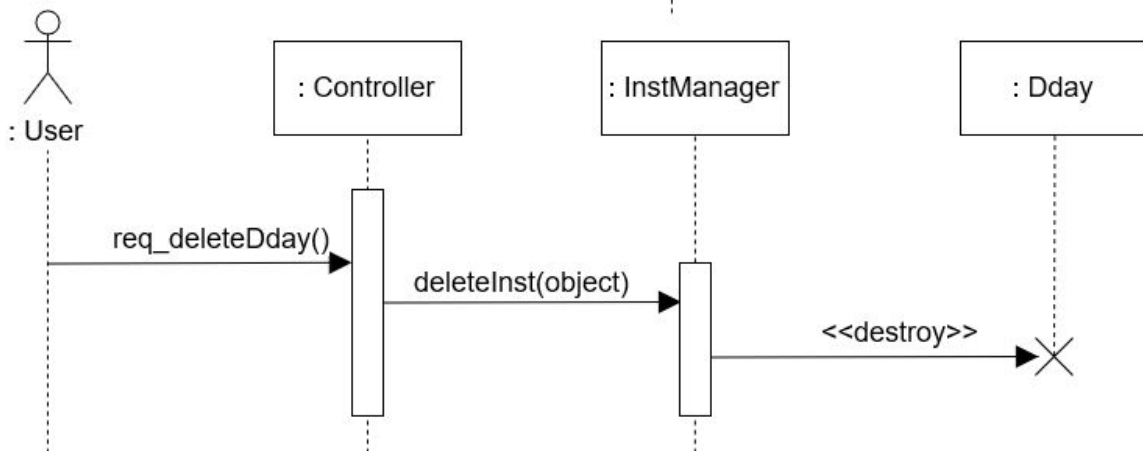 : Controller
: InstManager
: Dday
: User
req_deleteDday()
deleteInst(object)
<<destroy>>